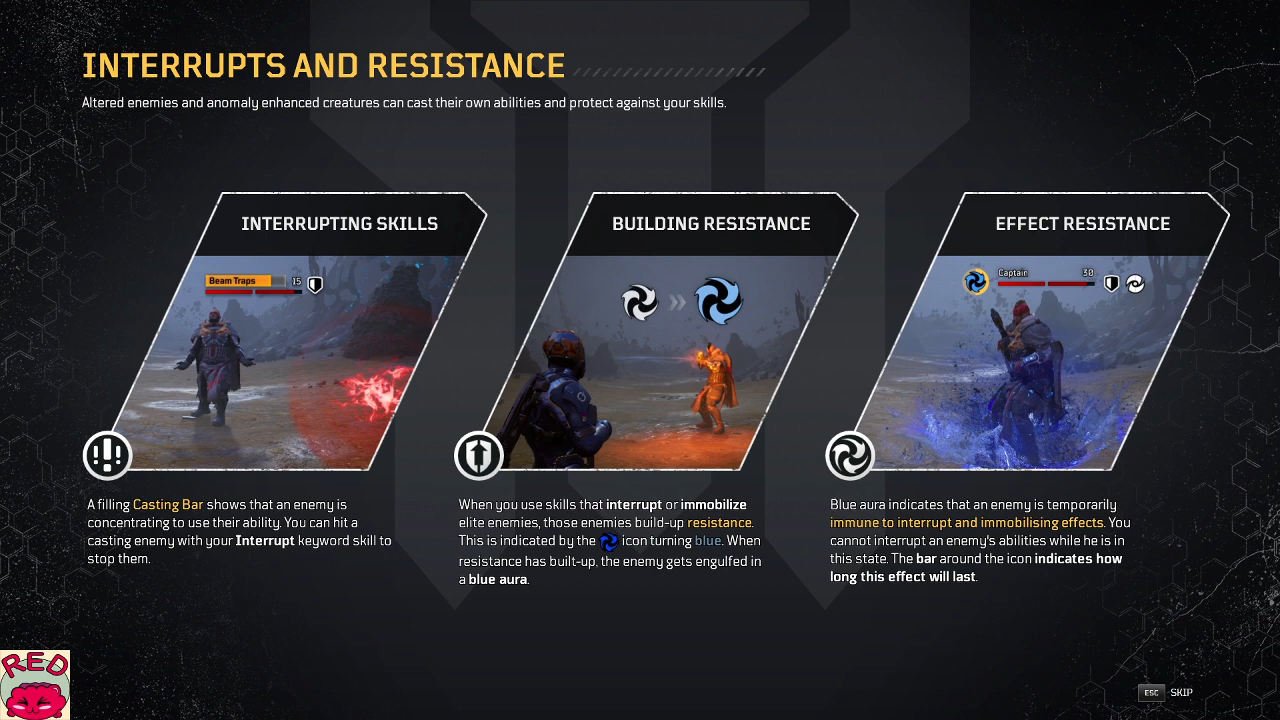 INTERRUPTS AND RESISTANCE
Altered enemies and anomaly enhanced creatures can cast their own abilities and protect against your skills.
INTERRUPTING SKILLS
Beam Traps 15
A filling Casting Bar shows that an enemy is
concentrating to use their ability. You can hit a
casting enemy with your Interrupt keyword skill to
stop them.
BUILDING RESISTANCE
When you use skills that interrupt or immobilize
elite enemies, those enemies build-up resistance.
This is indicated by the icon turning blue. When
resistance has built-up, the enemy gets engulfed in
a blue aura.
EFFECT RESISTANCE
Captain 30
Blue aura indicates that an enemy is temporarily
immune to interrupt and immobilising effects. You
cannot interrupt an enemy's abilities while he is in
this state. The bar around the icon indicates how
long this effect will last.
RED
ESC SKIP